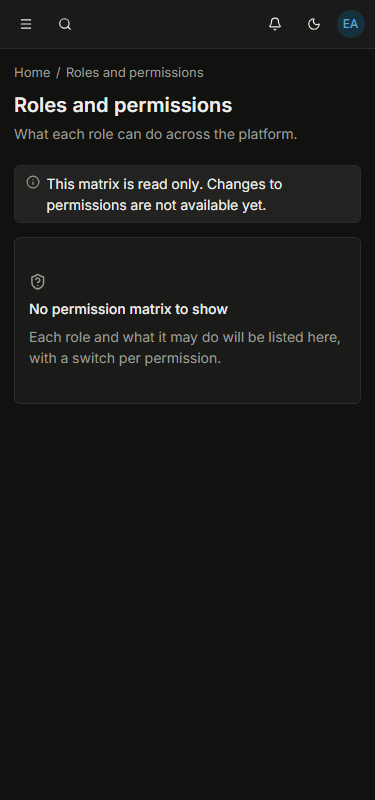 EA
Home / Roles and permissions
Roles and permissions
What each role can do across the platform.
This matrix is read only. Changes to
permissions are not available yet.
No permission matrix to show
Each role and what it may do will be listed here,
with a switch per permission.